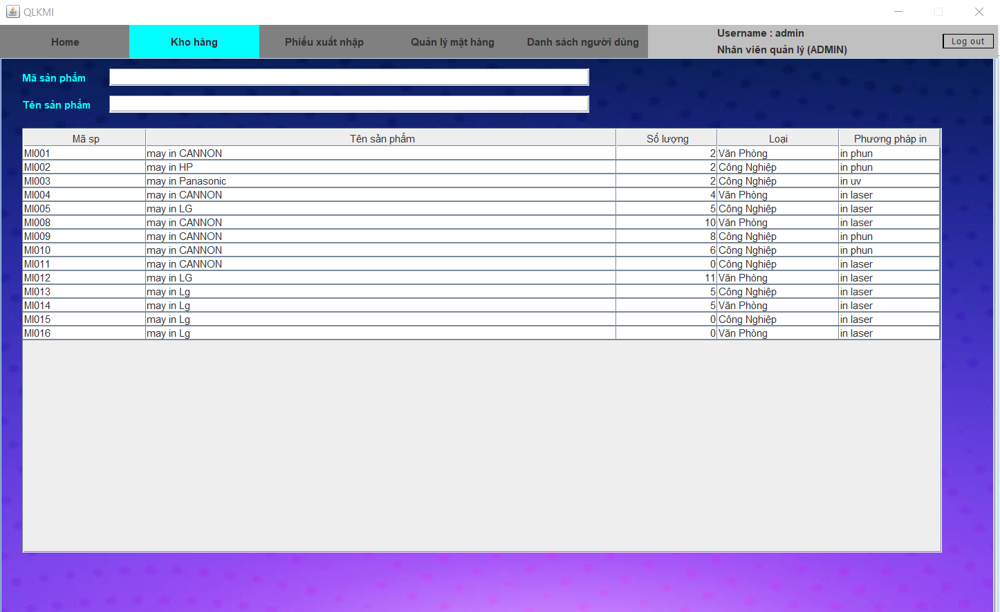 QLKMI
Home Kho hàng Phiếu xuất nhập Quản lý mặt hàng Danh sách người dùng
Username : admin
Nhân viên quản lý (ADMIN)
Log out
Mã sản phẩm
Tên sản phẩm
Mã sp Tên sản phẩm Số lượng Loại Phương pháp in
MI001 may in CANNON 2 Văn Phòng in phun
MI002 may in HP 2 Công Nghiệp in phun
MI003 may in Panasonic 2 Công Nghiệp in uv
MI004 may in CANNON 4 Văn Phòng in laser
MI005 may in LG 5 Công Nghiệp in laser
MI008 may in CANNON 10 Văn Phòng in laser
MI009 may in CANNON 8 Công Nghiệp in phun
MI010 may in CANNON 6 Công Nghiệp in phun
MI011 may in CANNON 0 Công Nghiệp in laser
MI012 may in LG 11 Văn Phòng in laser
MI013 may in Lg 5 Công Nghiệp in laser
MI014 may in Lg 5 Văn Phòng in laser
MI015 may in Lg 0 Công Nghiệp in laser
MI016 may in Lg 0 Văn Phòng in laser